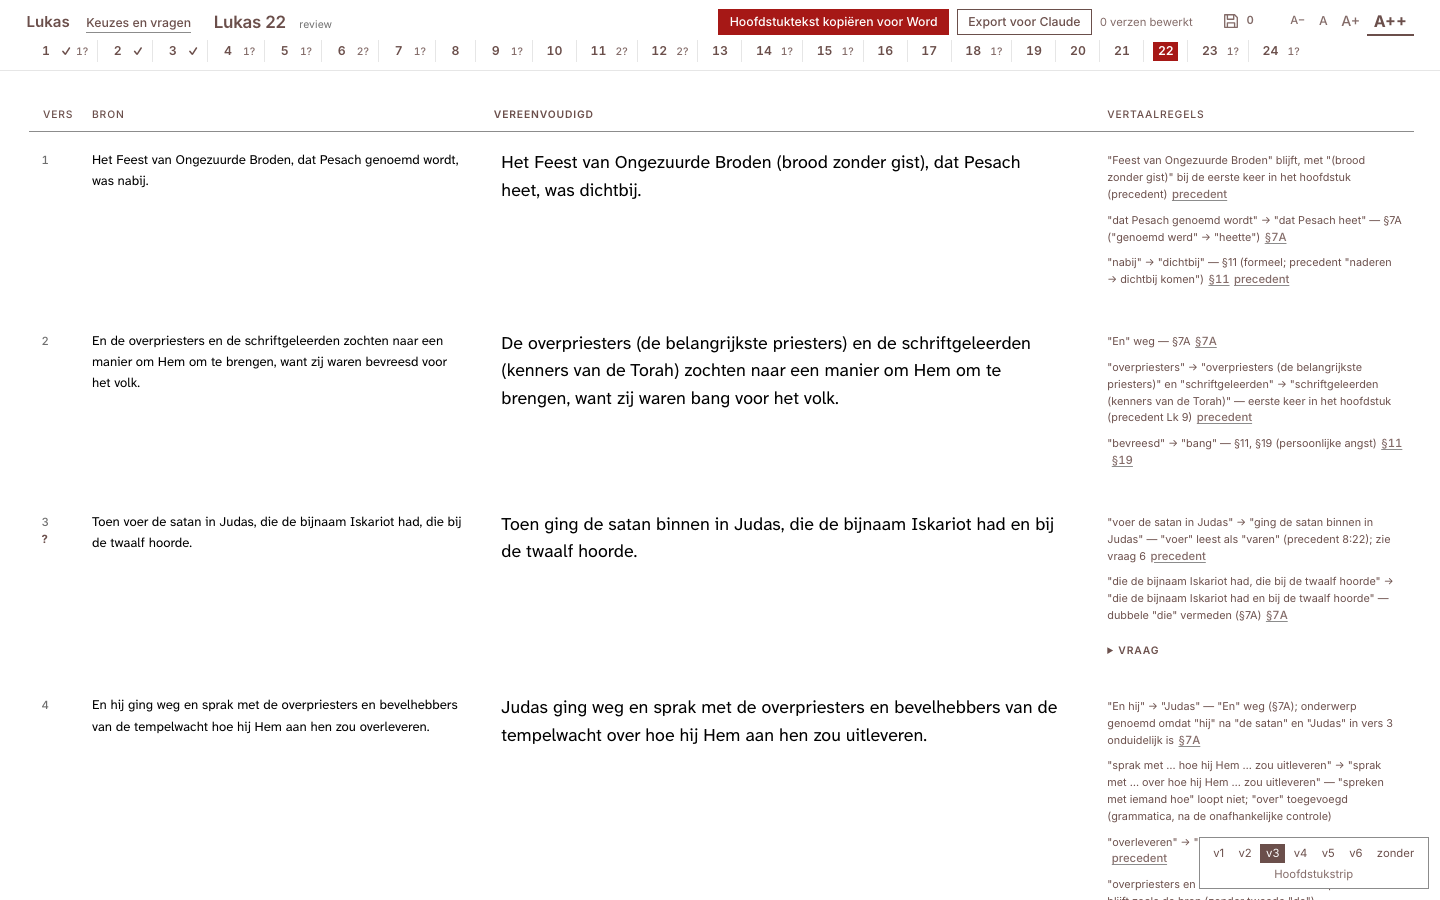 Lukas Keuzes en vragen Lukas 22 review Hoofdstuktekst kopiëren voor Word Export voor Claude 0 verzen bewerkt 0 A− A A+ A++
1 ✓ 1? 2 ✓ 3 ✓ 4 1? 5 1? 6 2? 7 1? 8 9 1? 10 11 2? 12 2? 13 14 1? 15 1? 16 17 18 1? 19 20 21 22 23 1? 24 1?
VERS BRON VEREENVOUDIGD VERTAALREGELS
1
Het Feest van Ongezuurde Broden, dat Pesach genoemd wordt,
was nabij.
Het Feest van Ongezuurde Broden (brood zonder gist), dat Pesach
heet, was dichtbij.
"Feest van Ongezuurde Broden" blijft, met "(brood
zonder gist)" bij de eerste keer in het hoofdstuk
(precedent) precedent
"dat Pesach genoemd wordt" → "dat Pesach heet" — §7A
("genoemd werd" → "heette") §7A
"nabij" → "dichtbij" — §11 (formeel; precedent "naderen
→ dichtbij komen") §11 precedent
2
En de overpriesters en de schriftgeleerden zochten naar een
manier om Hem om te brengen, want zij waren bevreesd voor
het volk.
De overpriesters (de belangrijkste priesters) en de schriftgeleerden
(kenners van de Torah) zochten naar een manier om Hem om te
brengen, want zij waren bang voor het volk.
"En" weg — §7A §7A
"overpriesters" → "overpriesters (de belangrijkste
priesters)" en "schriftgeleerden" → "schriftgeleerden
(kenners van de Torah)" — eerste keer in het hoofdstuk
(precedent Lk 9) precedent
"bevreesd" → "bang" — §11, §19 (persoonlijke angst) §11
§19
3
?
Toen voer de satan in Judas, die de bijnaam Iskariot had, die bij
de twaalf hoorde.
Toen ging de satan binnen in Judas, die de bijnaam Iskariot had en bij
de twaalf hoorde.
"voer de satan in Judas" → "ging de satan binnen in
Judas" — "voer" leest als "varen" (precedent 8:22); zie
vraag 6 precedent
"die de bijnaam Iskariot had, die bij de twaalf hoorde" →
"die de bijnaam Iskariot had en bij de twaalf hoorde" —
dubbele "die" vermeden (§7A) §7A
▶ VRAAG
4
En hij ging weg en sprak met de overpriesters en bevelhebbers
van de tempelwacht hoe hij Hem aan hen zou overleveren.
Judas ging weg en sprak met de overpriesters en bevelhebbers van de
tempelwacht over hoe hij Hem aan hen zou uitleveren.
"En hij" → "Judas" — "En" weg (§7A); onderwerp
genoemd omdat "hij" na "de satan" en "Judas" in vers 3
onduidelijk is §7A
"sprak met ... hoe hij Hem ... zou uitleveren" → "sprak
met ... over hoe hij Hem ... zou uitleveren" — "spreken
met iemand hoe" loopt niet; "over" toegevoegd
(grammatica, na de onafhankelijke controle)
"overleveren" → "
precedent
"overpriesters en
v1 v2 v3 v4 v5 v6 zonder
Hoofdstukstrip